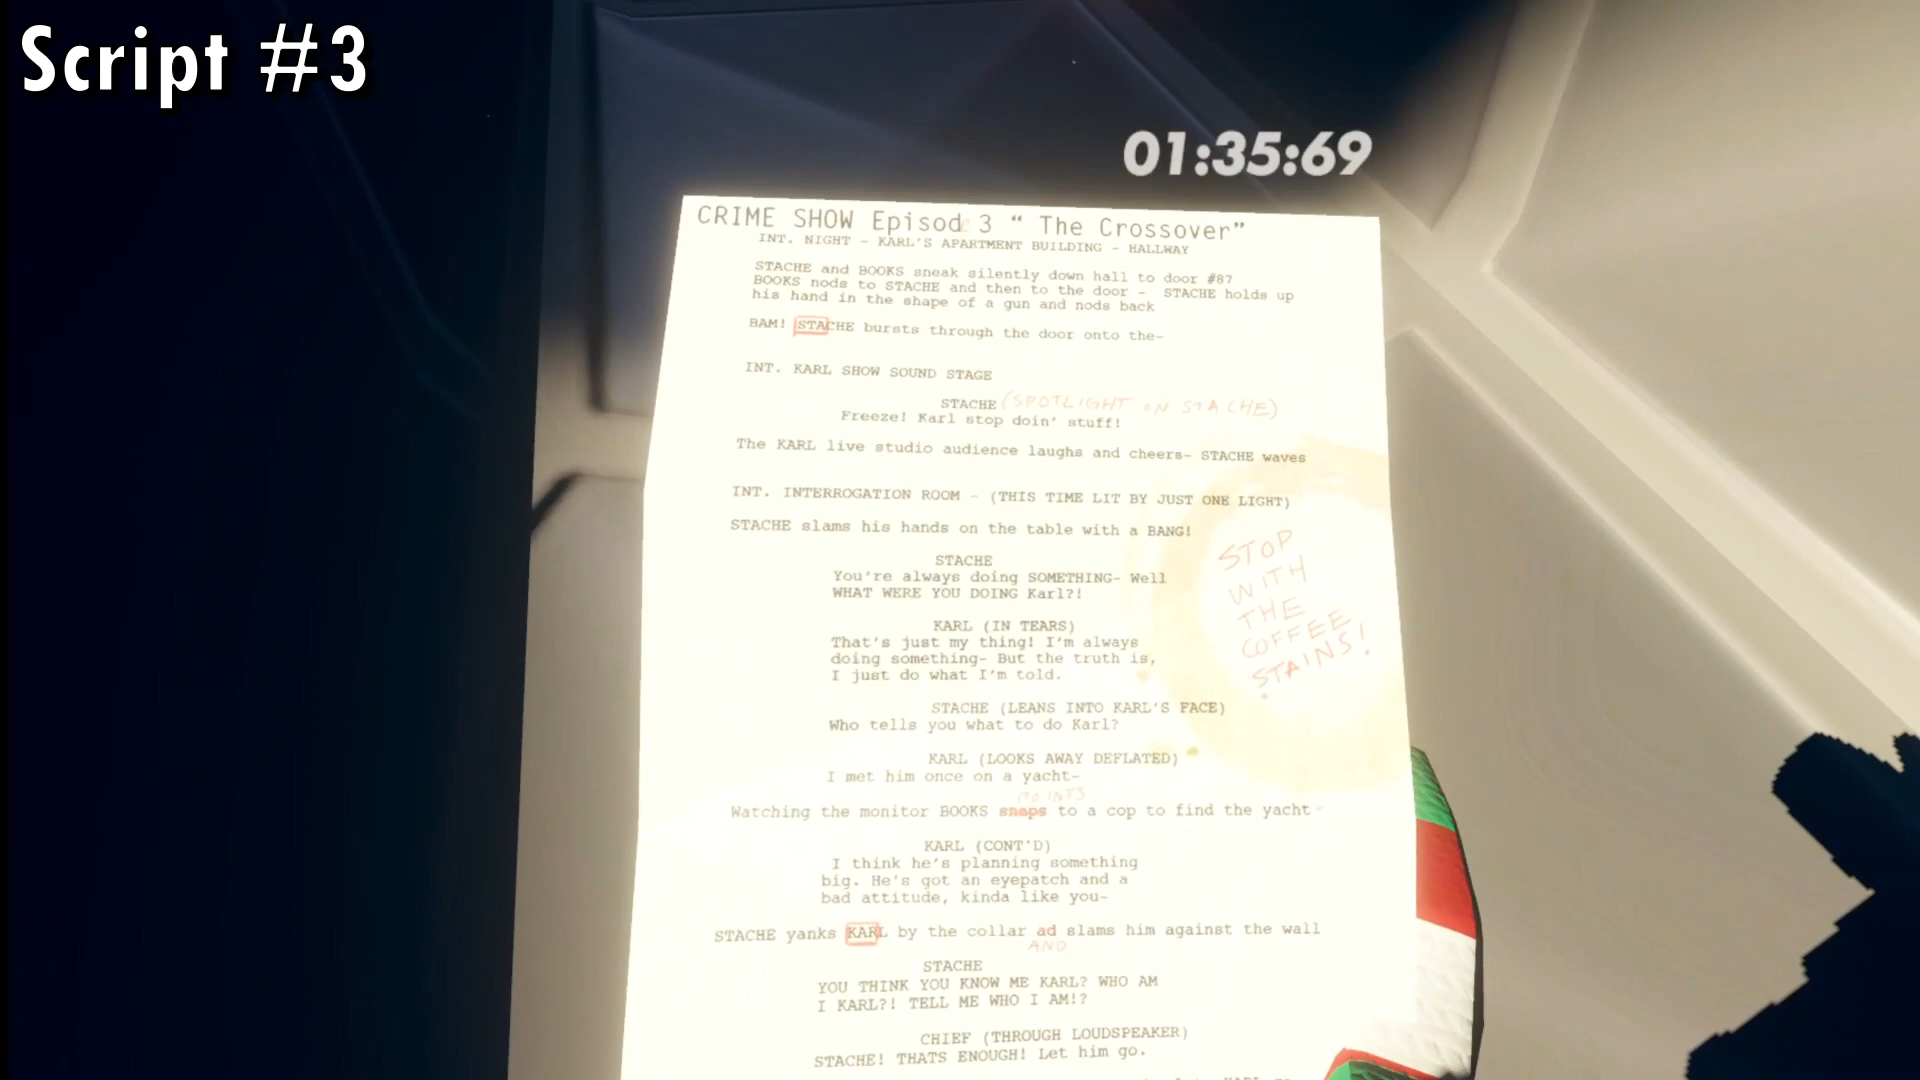 Script #3
01:35:69
CRIME SHOW Episode 3 “ The Crossover”
INT. NIGHT - KARL'S APARTMENT BUILDING - HALLWAY
STACHE and BOOKS sneak silently down hall to door #87
BOOKS nods to STACHE and then to the door - STACHE holds up
his hand in the shape of a gun and nods back
BAM! STACHE bursts through the door onto the-
INT. KARL SHOW SOUND STAGE
STACHE (SPOTLIGHT ON STACHE)
Freeze! Karl stop doin' stuff!
The KARL live studio audience laughs and cheers- STACHE waves
INT. INTERROGATION ROOM - (THIS TIME LIT BY JUST ONE LIGHT)
STACHE slams his hands on the table with a BANG!
STACHE
You're always doing SOMETHING- Well
WHAT WERE YOU DOING Karl?!
STOP
WITH
THE
COFFEE
STAINS!
KARL (IN TEARS)
That's just my thing! I'm always
doing something- But the truth is,
I just do what I'm told.
STACHE (LEANS INTO KARL'S FACE)
Who tells you what to do Karl?
KARL (LOOKS AWAY DEFLATED)
I met him once on a yacht-
POINTS
Watching the monitor BOOKS snaps to a cop to find the yacht -
KARL (CONT'D)
I think he's planning something
big. He's got an eyepatch and a
bad attitude, kinda like you-
STACHE yanks KARL by the collar ad slams him against the wall
AND
STACHE
YOU THINK YOU KNOW ME KARL? WHO AM
I KARL?! TELL ME WHO I AM!?
CHIEF (THROUGH LOUDSPEAKER)
STACHE! THATS ENOUGH! Let him go.